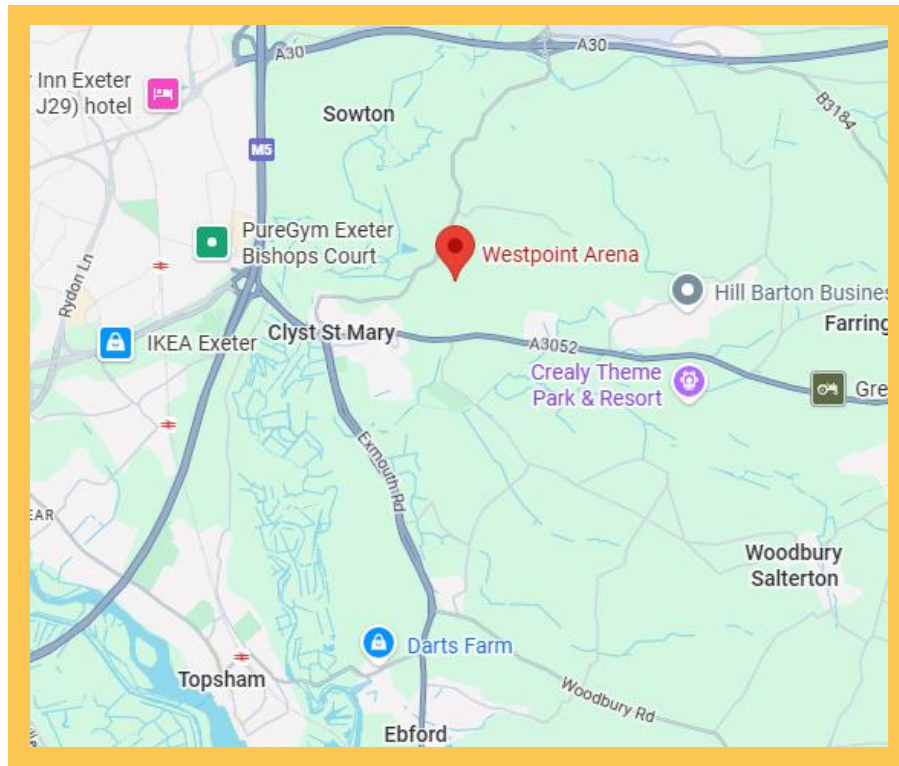 A30
A30
r Inn Exeter
J29) hotel
Sowton
B3184
M5
PureGym Exeter
Bishops Court
Westpoint Arena
Rydon Ln
Hill Barton Busines
Farring
IKEA Exeter
Clyst St Mary
A3052
Crealy Theme
Park & Resort
Gre
Exmouth Rd
EAR
Woodbury
Salterton
Darts Farm
Topsham
Woodbury Rd
Ebford